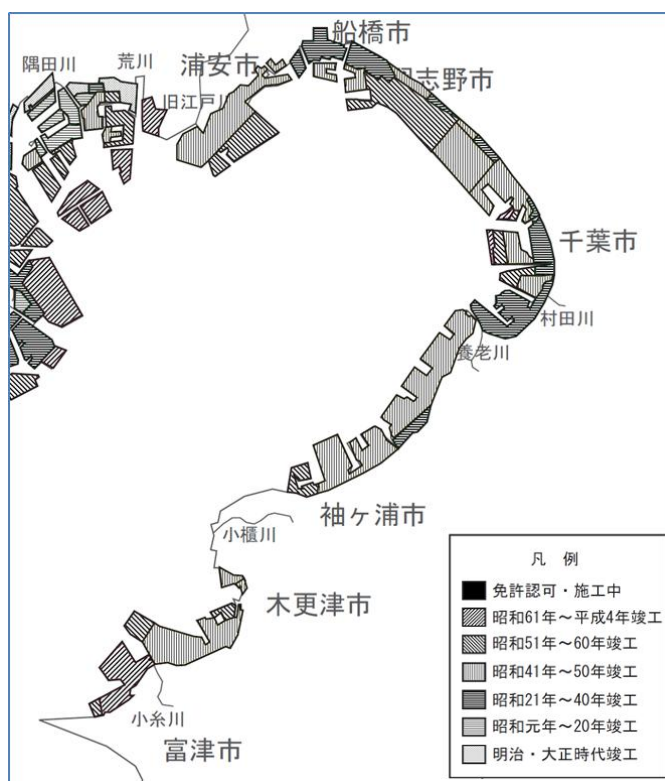 船橋市
隅田川
荒川
浦安市
旧江戸川
習志野市
千葉市
村田川
養老川
袖ヶ浦市
小櫃川
木更津市
小糸川
富津市
凡 例
免許認可・施工中
昭和61年～平成4年竣工
昭和51年～60年竣工
昭和41年～50年竣工
昭和21年～40年竣工
昭和元年～20年竣工
明治・大正時代竣工